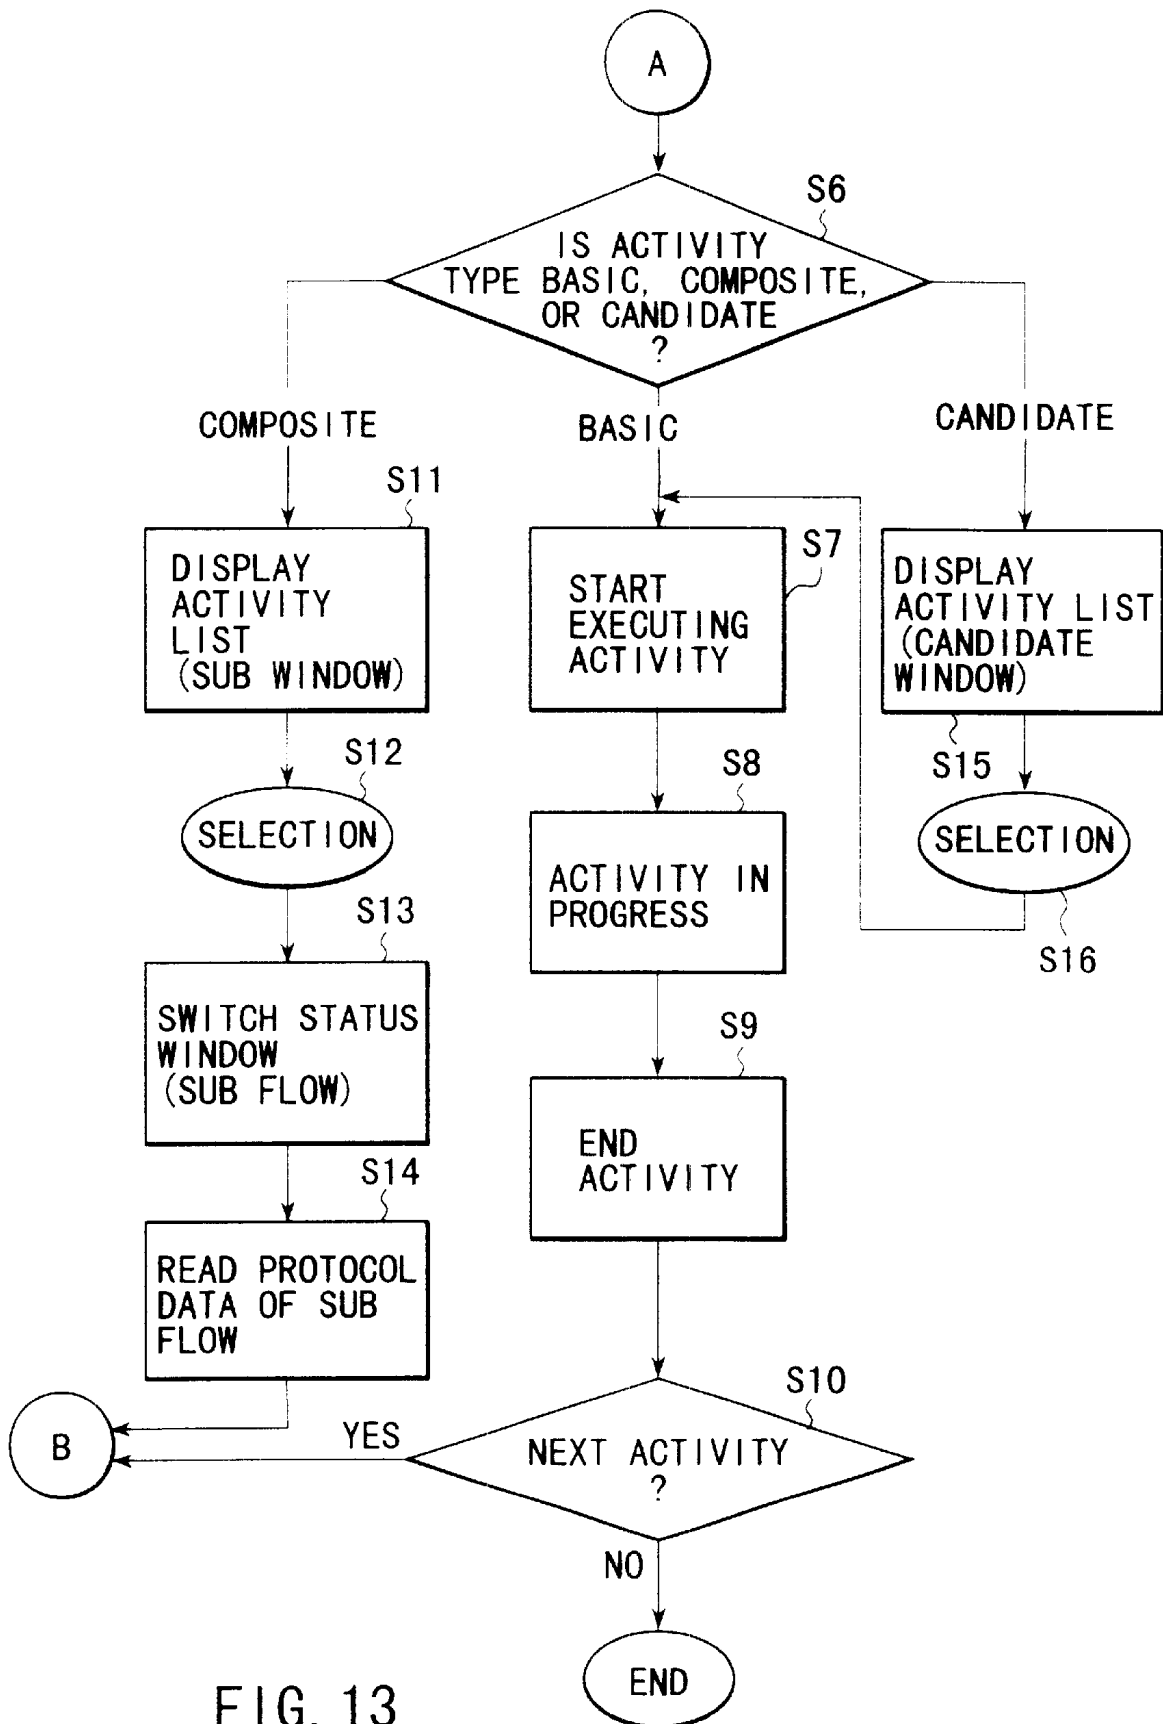 A
S6
IS ACTIVITY
TYPE BASIC, COMPOSITE,
OR CANDIDATE
?
COMPOSITE
BASIC
CANDIDATE
S11
DISPLAY
ACTIVITY
LIST
(SUB WINDOW)
S7
START
EXECUTING
ACTIVITY
DISPLAY
ACTIVITY LIST
(CANDIDATE
WINDOW)
S15
S12
SELECTION
S8
ACTIVITY IN
PROGRESS
SELECTION
S16
S13
SWITCH STATUS
WINDOW
(SUB FLOW)
S9
END
ACTIVITY
S14
READ PROTOCOL
DATA OF SUB
FLOW
S10
NEXT ACTIVITY
?
YES
B
NO
END
FIG. 13